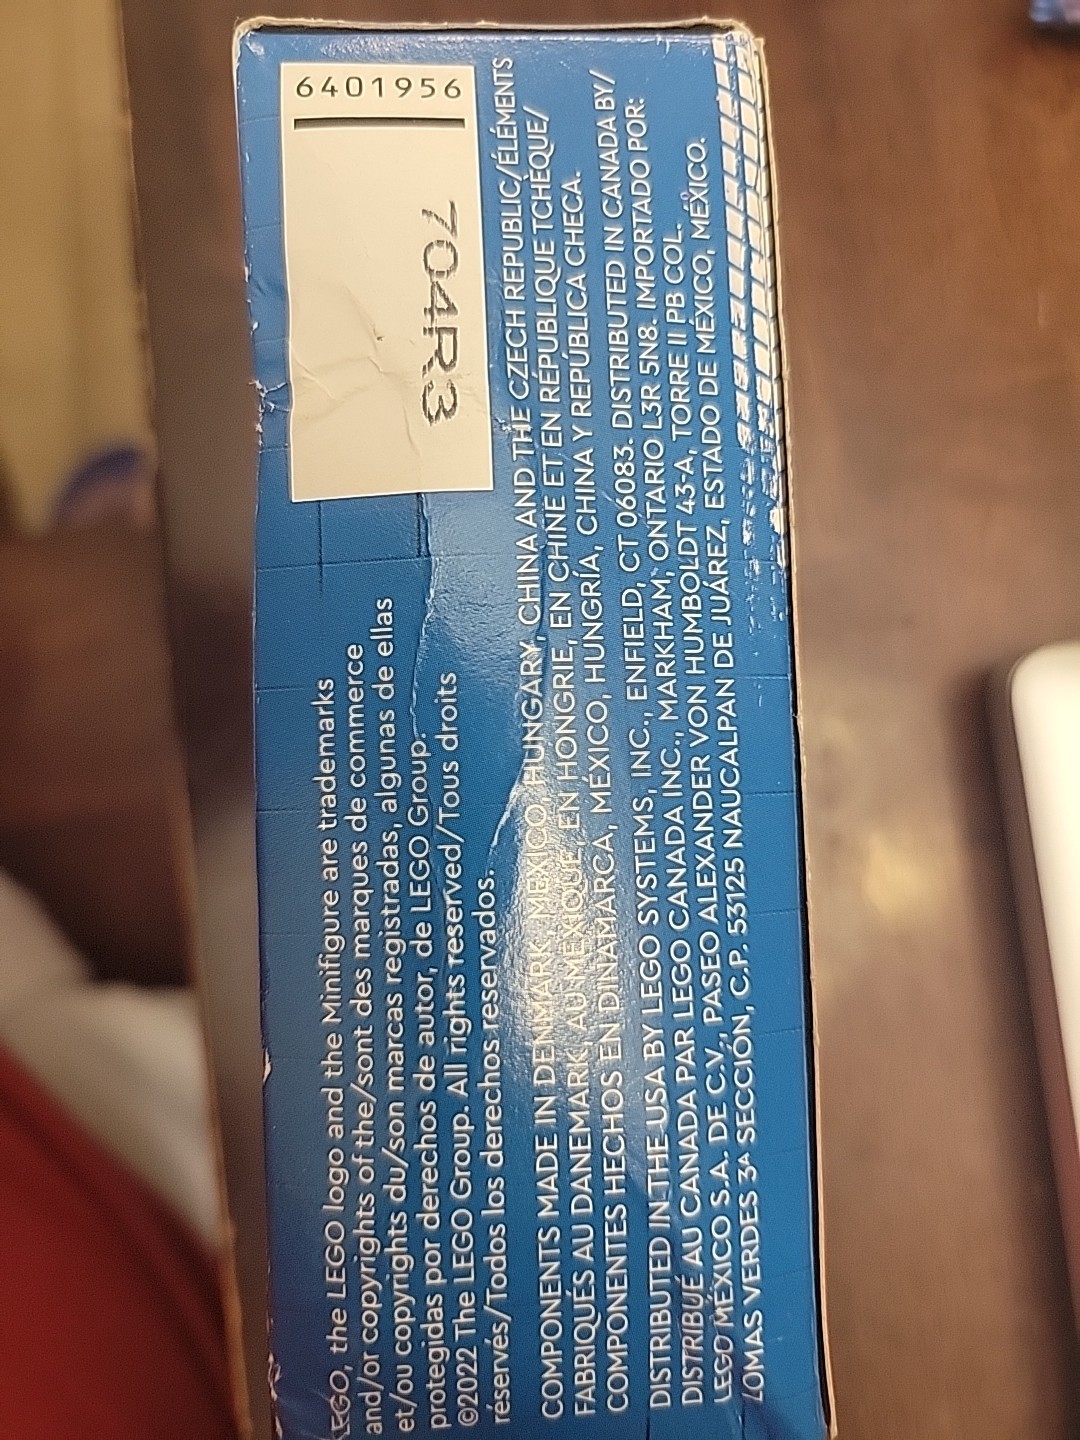 6401956
704R3
LEGO, the LEGO logo and the Minifigure are trademarks
and/or copyrights of the/sont des marques de commerce
et/ou copyrights du/son marcas registradas, algunas de ellas
protegidas por derechos de autor, de LEGO Group.
©2022 The LEGO Group. All rights reserved/Tous droits
réservés/Todos los derechos reservados.
COMPONENTS MADE IN DENMARK, MEXICO, HUNGARY, CHINA AND THE CZECH REPUBLIC/ÉLÉMENTS
FABRIQUÉS AU DANEMARK, AU MEXIQUE, EN HONGRIE, EN CHINE ET EN RÉPUBLIQUE TCHÈQUE/
COMPONENTES HECHOS EN DINAMARCA, MÉXICO, HUNGRÍA, CHINA Y REPÚBLICA CHECA.
DISTRIBUTED IN THE USA BY LEGO SYSTEMS, INC., ENFIELD, CT 06083. DISTRIBUTED IN CANADA BY/
DISTRIBUÉ AU CANADA PAR LEGO CANADA INC., MARKHAM, ONTARIO L3R 5N8. IMPORTADO POR:
LEGO MÉXICO S.A. DE C.V., PASEO ALEXANDER VON HUMBOLDT 43-A, TORRE II PB COL.
LOMAS VERDES 3ᴬ SECCIÓN, C.P. 53125 NAUCALPAN DE JUÁREZ, ESTADO DE MÉXICO, MÉXICO.